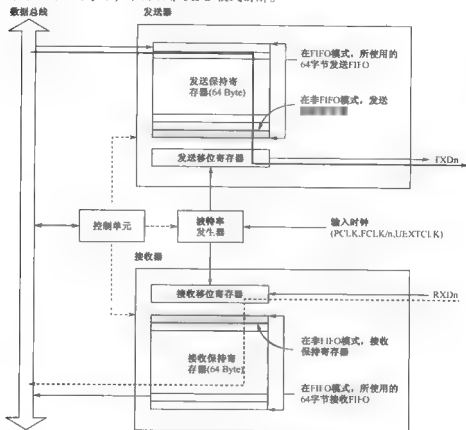 数据总线
发送器
在FIFO模式，所使用的
64字节发送FIFO
发送保持寄
存器(64 Byte)
在非FIFO模式，发送
发送移位寄存器
TXDn
控制单元
波特率
发生器
输入时钟
(PCLK,FCLK/n,UEXTCLK)
接收器
接收移位寄存器
RXDn
在非FIFO模式，接收
保持寄存器
接收保持寄
存器(64 Byte)
在FIFO模式，所使用的
64字节接收FIFO